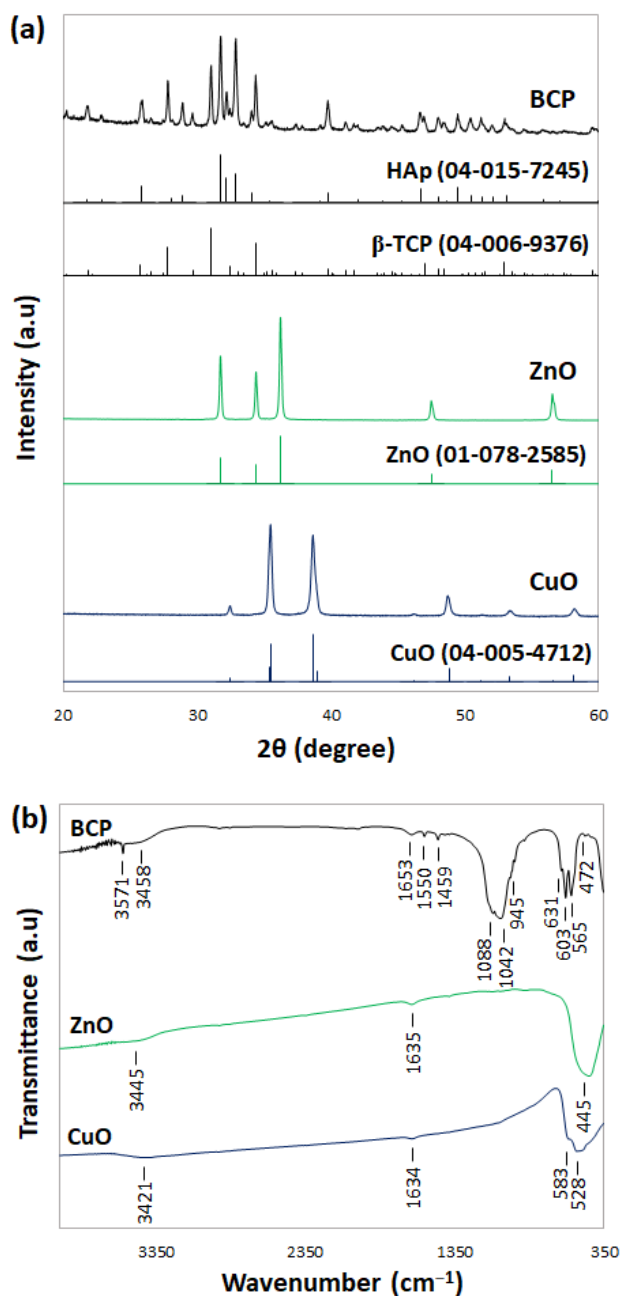 (a)
BCP
HAp (04-015-7245)
β-TCP (04-006-9376)
ZnO
ZnO (01-078-2585)
CuO
CuO (04-005-4712)
Intensity (a.u)
20 30 40 50 60
2θ (degree)
(b)
BCP
3571
3458
1653
1550
1459
1088
1042
945
631
603
565
472
ZnO
3445
1635
445
CuO
3421
1634
583
528
Transmittance (a.u)
3350 2350 1350 350
Wavenumber (cm⁻¹)